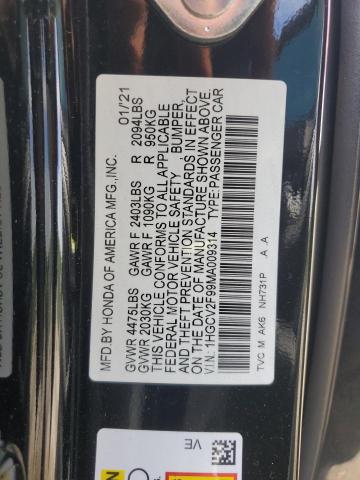 MFD.BY HONDA OF AMERICA MFG.,INC. 01/'21
GVWR 4475LBS GAWR F 2403LBS R 2094LBS
GVWR 2030KG GAWR F 1090KG R 950KG
THIS VEHICLE CONFORMS TO ALL APPLICABLE
FEDERAL MOTOR VEHICLE SAFETY, BUMPER,
AND THEFT PREVENTION STANDARDS IN EFFECT
ON THE DATE OF MANUFACTURE SHOWN ABOVE.
V.I.N.: 1HGCV2F99MA009314 TYPE:PASSENGER CAR
TVC M AK6 NH731P A A
VE